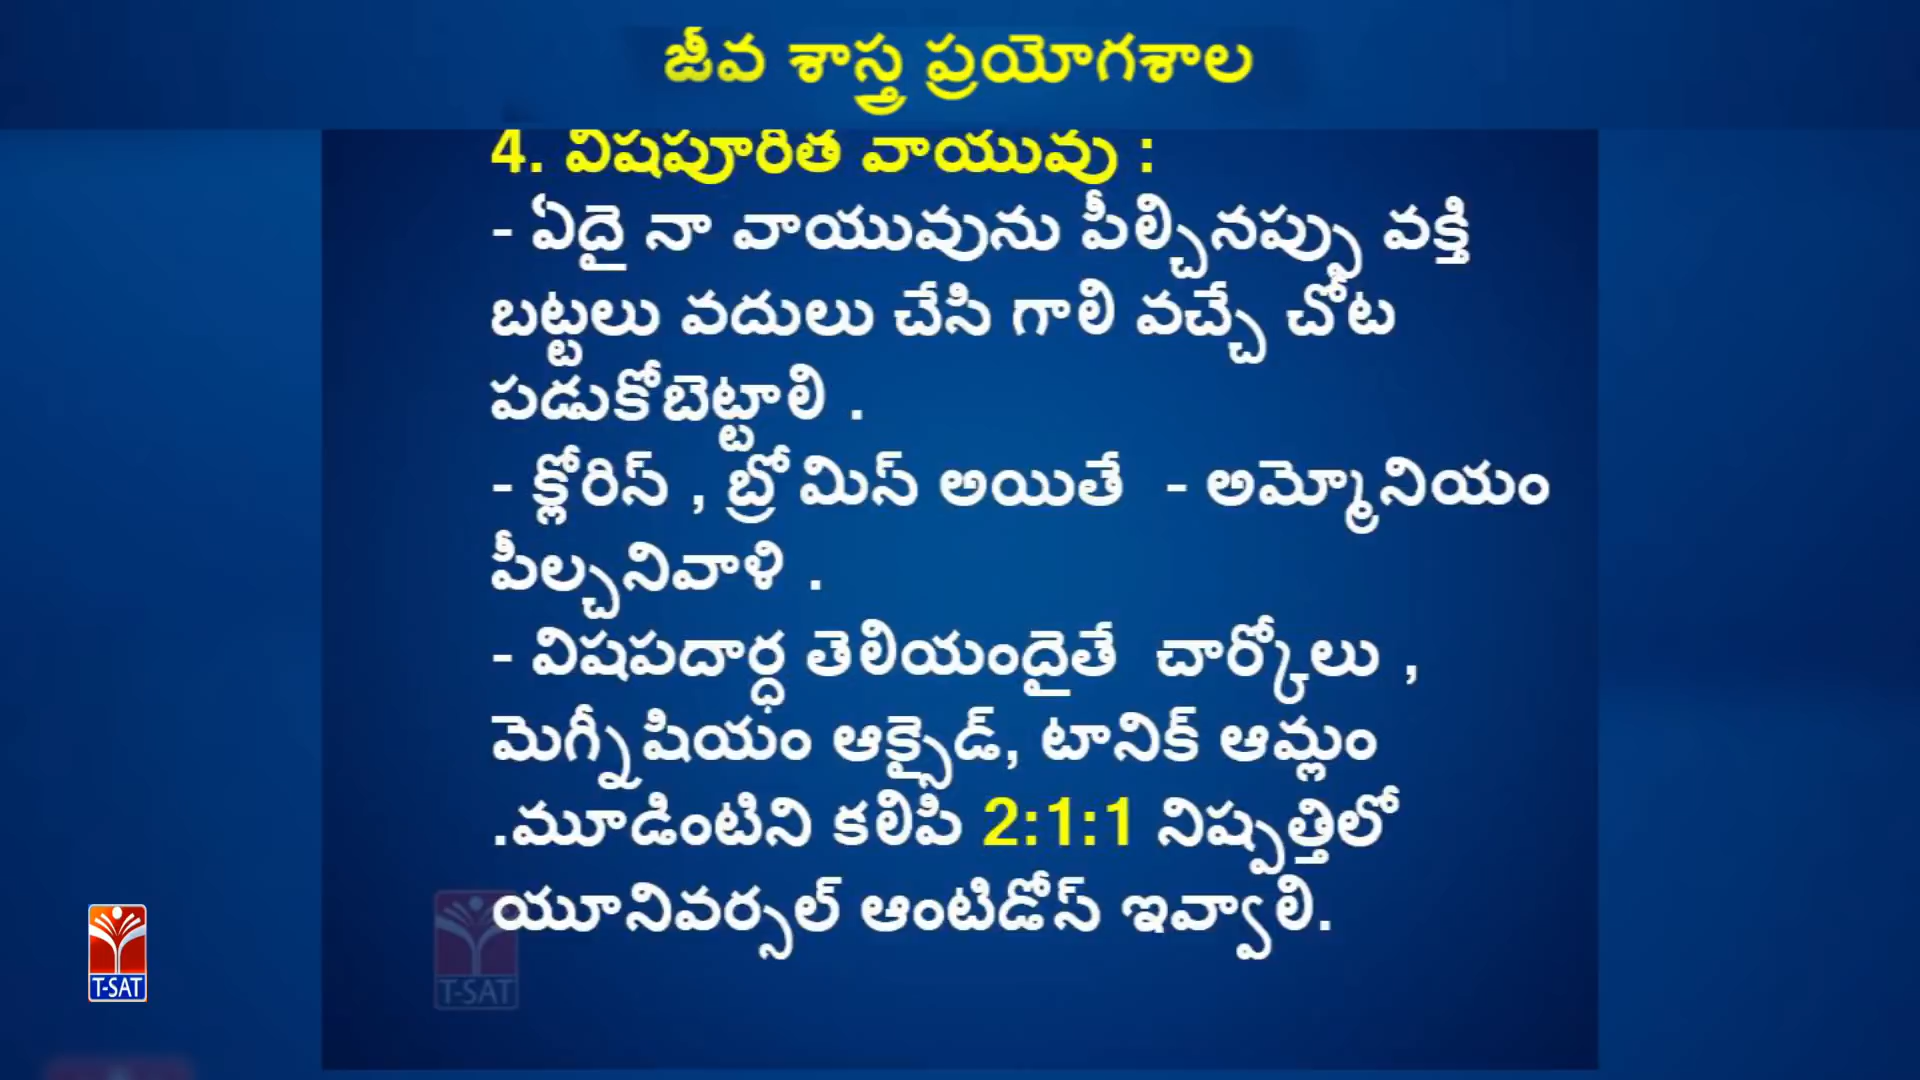 జీవ శాస్త్ర ప్రయోగశాల
4. విషపూరిత వాయువు :
- ఏదై నా వాయువును పీల్చినప్పుడు వక్తి
బట్టలు వదులు చేసి గాలి వచ్చే చోట
పడుకోబెట్టాలి .
- క్లోరిస్ , బ్రోమిస్ అయితే - అమ్మోనియం
పీల్చనివాళి .
- విషపదార్ధ తెలియందైతే చార్కోలు ,
మెగ్నీషియం ఆక్సైడ్, టానిక్ ఆమ్లం
.మూడింటిని కలిపి 2:1:1 నిష్పత్తిలో
యూనివర్సల్ ఆంటిడోస్ ఇవ్వాలి.
T-SAT
T-SAT